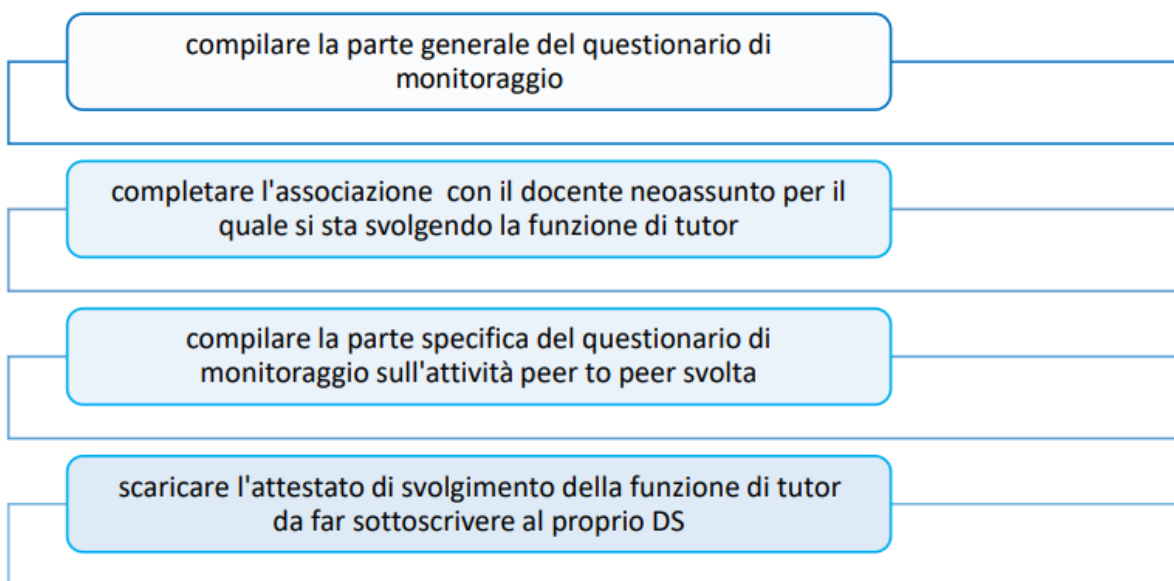 compilare la parte generale del questionario di
monitoraggio
completare l'associazione con il docente neoassunto per il
quale si sta svolgendo la funzione di tutor
compilare la parte specifica del questionario di
monitoraggio sull'attività peer to peer svolta
scaricare l'attestato di svolgimento della funzione di tutor
da far sottoscrivere al proprio DS